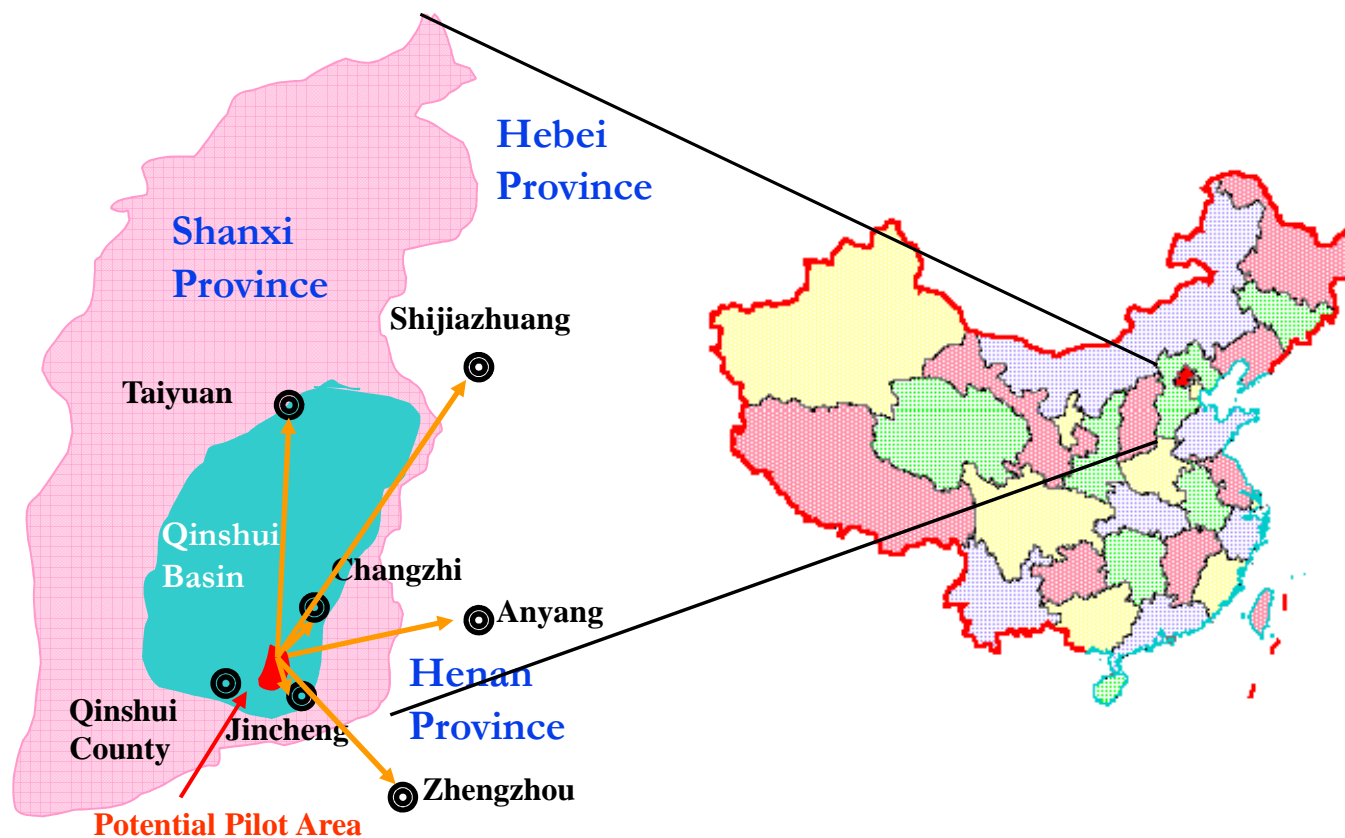 Hebei
Province
Shanxi
Province
Shijiazhuang
Taiyuan
Qinshui
Basin
Changzhi
Anyang
Henan
Province
Qinshui
County
Jincheng
Zhengzhou
Potential Pilot Area